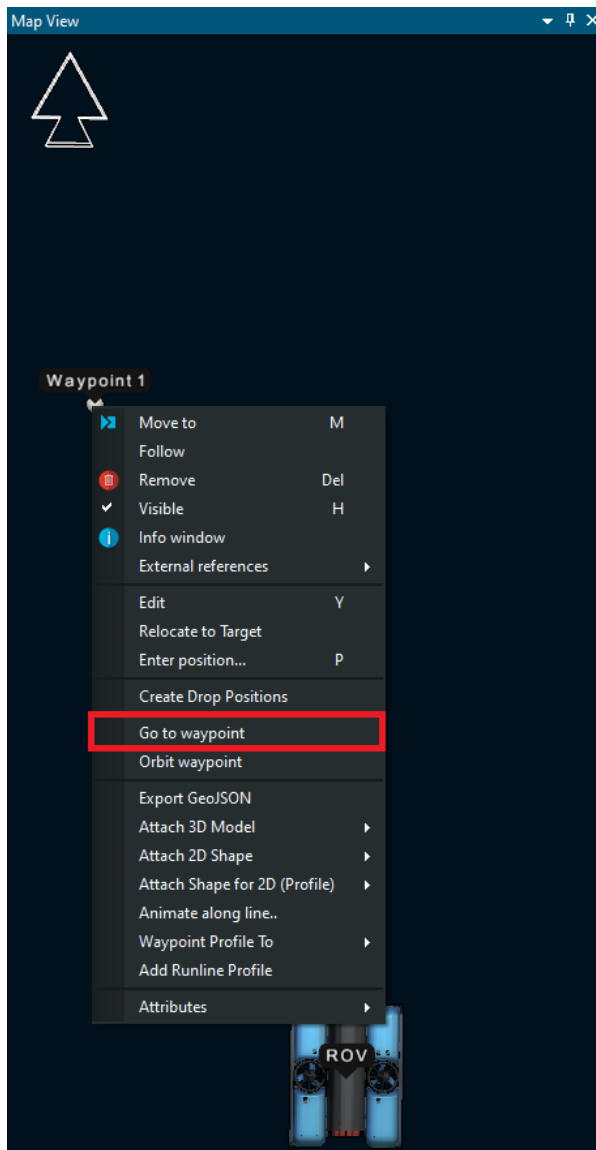 Map View
Waypoint 1
Move to M
Follow
Remove Del
Visible H
Info window
External references
Edit Y
Relocate to Target
Enter position... P
Create Drop Positions
Go to waypoint
Orbit waypoint
Export GeoJSON
Attach 3D Model
Attach 2D Shape
Attach Shape for 2D (Profile)
Animate along line..
Waypoint Profile To
Add Runline Profile
Attributes
ROV